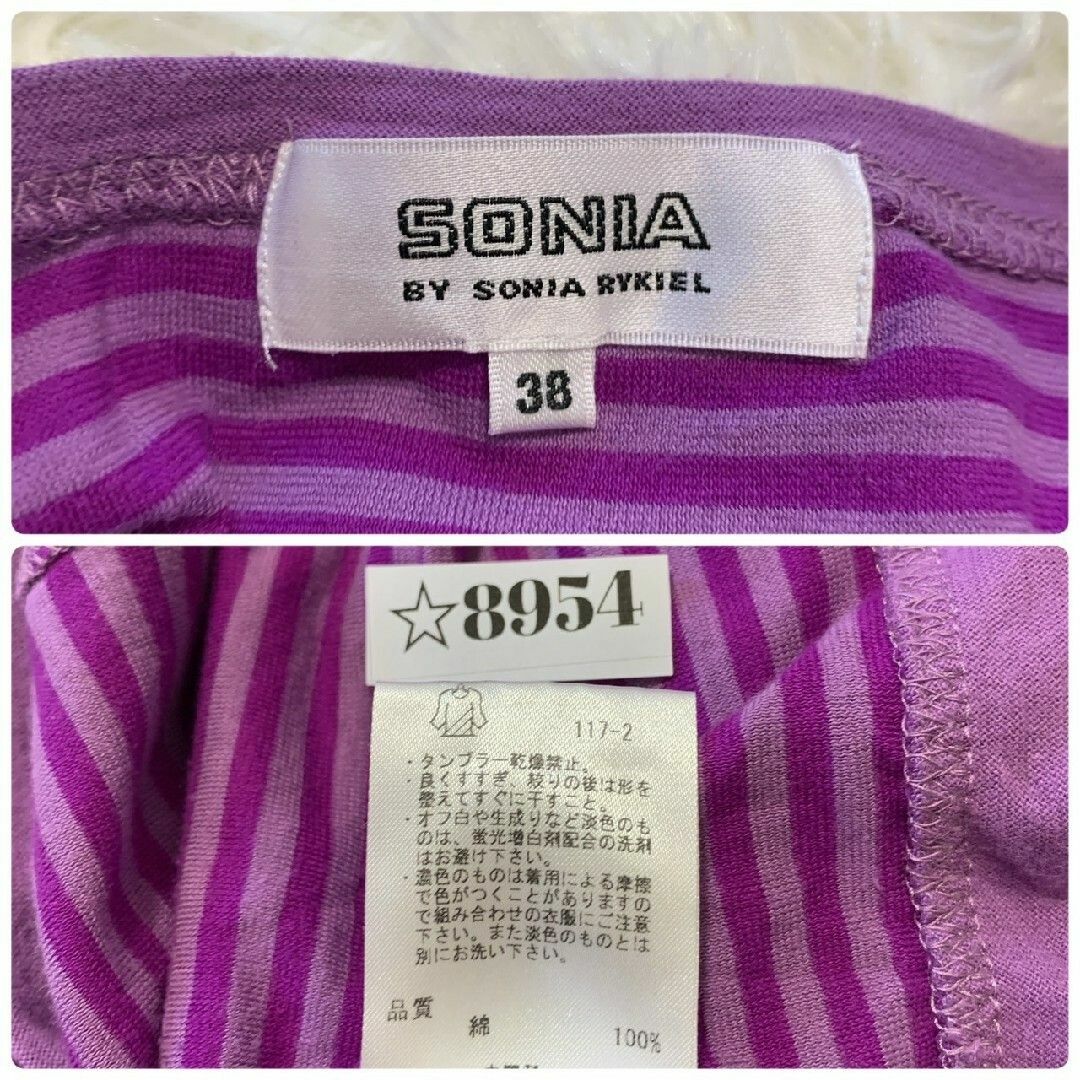 SONIA
BY SONIA RYKIEL
38
☆8954
117-2
・タンブラー乾燥禁止。
・良くすすぎ、絞りの後は形を
整えてすぐに干すこと。
・オフ白や生成りなど淡色のも
のは、蛍光増白剤配合の洗剤
はお避け下さい。
・濃色のものは着用による摩擦
で色がつくことがありますの
で組み合わせの衣服にご注意
下さい。また淡色のものとは
別にお洗い下さい。
品質
綿 100%